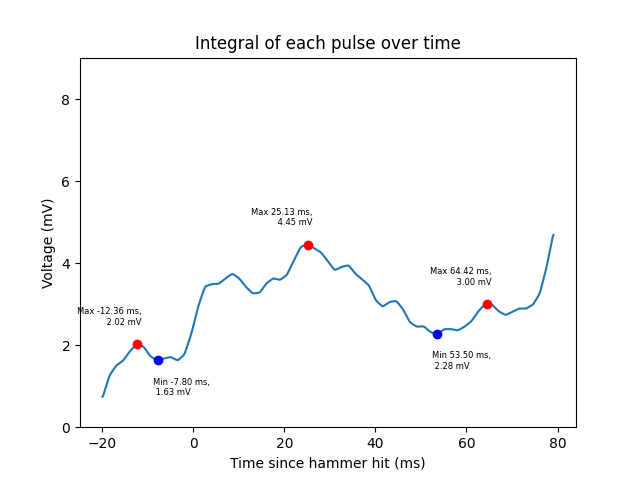 Integral of each pulse over time
Voltage (mV)
8
6
4
2
0
Max -12.36 ms,
2.02 mV
Min -7.80 ms,
1.63 mV
Max 25.13 ms,
4.45 mV
Max 64.42 ms,
3.00 mV
Min 53.50 ms,
2.28 mV
−20 0 20 40 60 80
Time since hammer hit (ms)